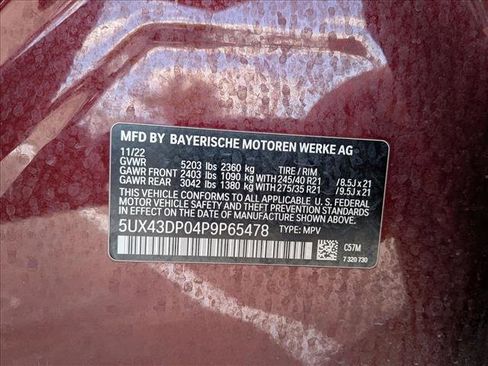 MFD BY BAYERISCHE MOTOREN WERKE AG
11/22
GVWR 5203 lbs 2360 kg TIRE / RIM
GAWR FRONT 2403 lbs 1090 kg 245/40 R21 /8.5J x 21
GAWR REAR 3042 lbs 1380 kg 275/35 R21 /9.5J x 21
THIS VEHICLE CONFORMS TO ALL APPLICABLE U. S. FEDERAL
MOTOR VEHICLE SAFETY, BUMPER, AND THEFT PREVENTION
STANDARDS IN EFFECT ON THE DATE OF MANUFACTURE SHOWN ABOVE.
5UX43DP04P9P65478 TYPE: MPV C57M
7 320 730